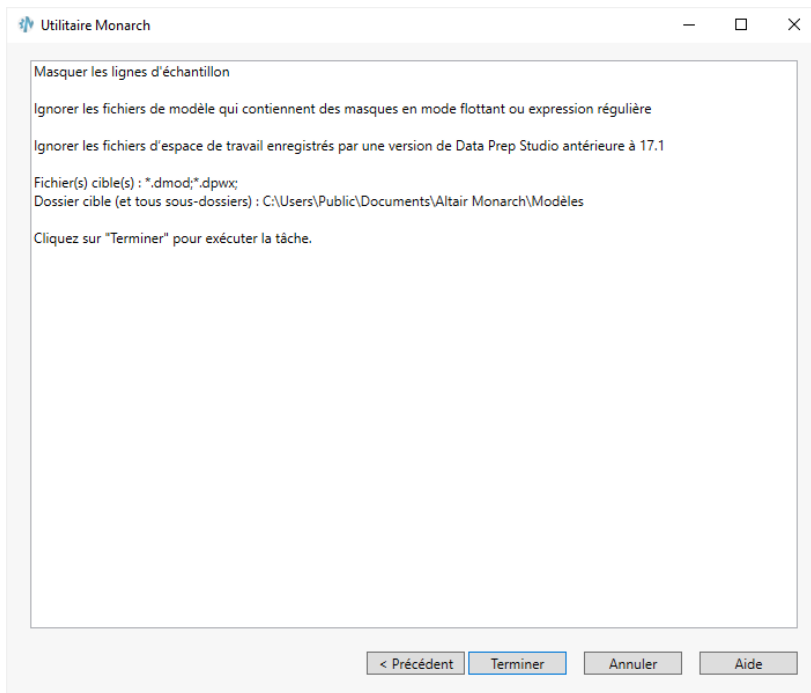 Utilitaire Monarch
Masquer les lignes d'échantillon
Ignorer les fichiers de modèle qui contiennent des masques en mode flottant ou expression régulière
Ignorer les fichiers d'espace de travail enregistrés par une version de Data Prep Studio antérieure à 17.1
Fichier(s) cible(s) : *.dmod;*.dpwx;
Dossier cible (et tous sous-dossiers) : C:\Users\Public\Documents\Altair Monarch\Modèles
Cliquez sur "Terminer" pour exécuter la tâche.
< Précédent Terminer Annuler Aide